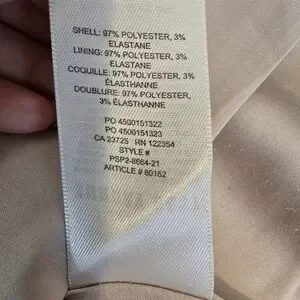 SHELL: 97% POLYESTER, 3%
ELASTANE
LINING: 97% POLYESTER, 3%
ELASTANE
COQUILLE: 97% POLYESTER, 3%
ÉLASTHANNE
DOUBLURE: 97% POLYESTER,
3% ÉLASTHANNE
PO 4500151322
PO 4500151323
CA 23725 RN 122354
STYLE #
PSP2-8664-21
ARTICLE # 80162